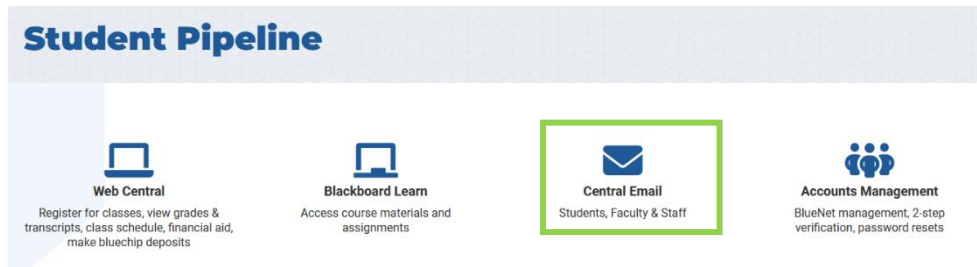 Student Pipeline
Web Central
Register for classes, view grades &
transcripts, class schedule, financial aid,
make bluechip deposits
Blackboard Learn
Access course materials and
assignments
Central Email
Students, Faculty & Staff
Accounts Management
BlueNet management, 2-step
verification, password resets